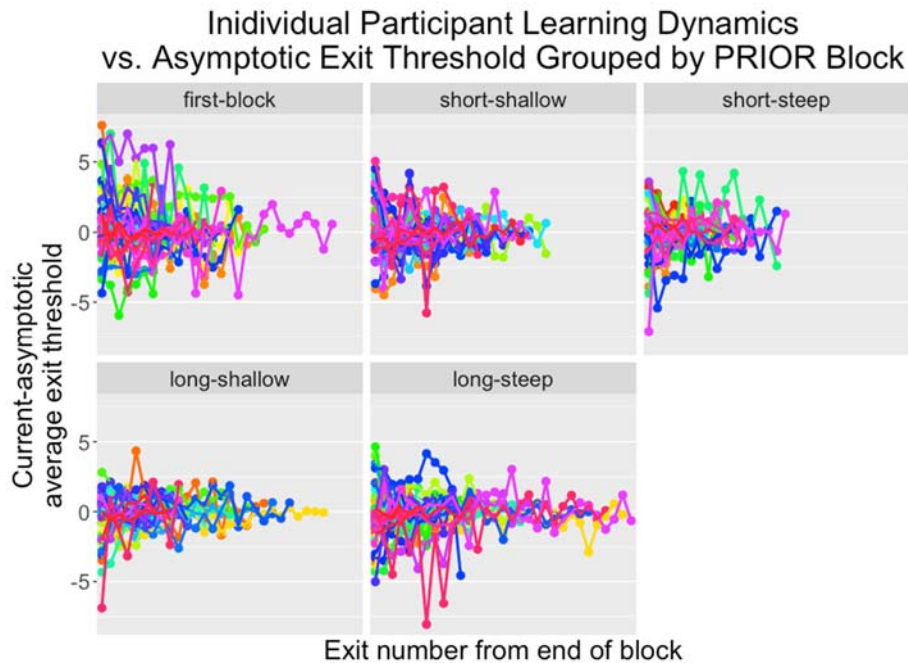 Inidividual Participant Learning Dynamics
vs. Asymptotic Exit Threshold Grouped by PRIOR Block
first-block
short-shallow
short-steep
5
0
-5
long-shallow
long-steep
5
0
-5
Current-asymptotic
average exit threshold
Exit number from end of block